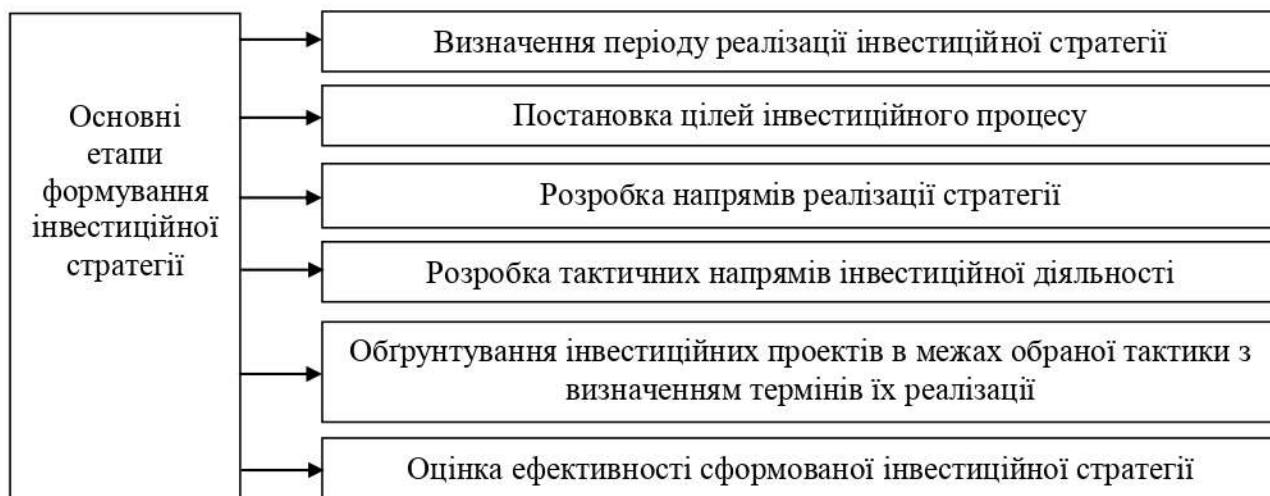 Основні
етапи
формування
інвестиційної
стратегії
Визначення періоду реалізації інвестиційної стратегії
Постановка цілей інвестиційного процесу
Розробка напрямів реалізації стратегії
Розробка тактичних напрямів інвестиційної діяльності
Обґрунтування інвестиційних проектів в межах обраної тактики з
визначенням термінів їх реалізації
Оцінка ефективності сформованої інвестиційної стратегії